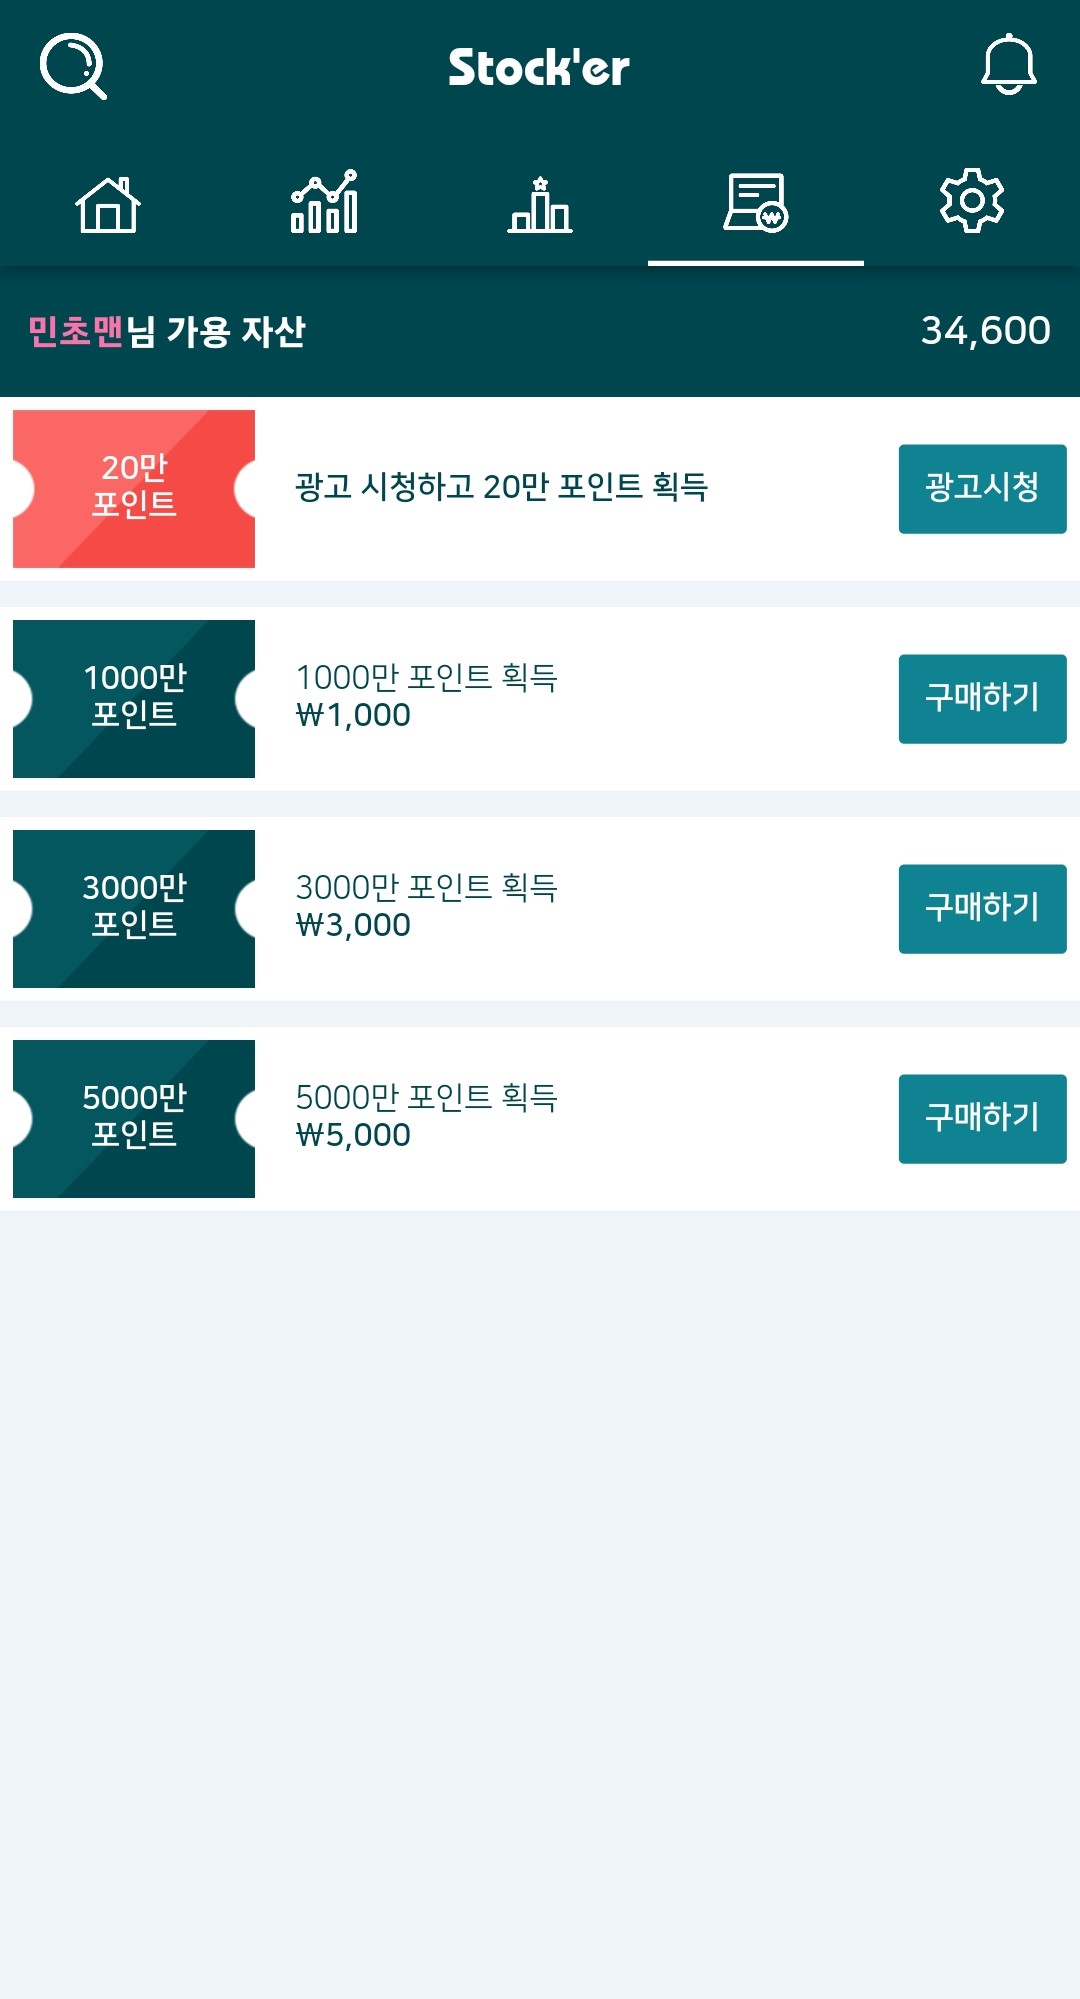 Stock'er
민초맨님 가용 자산 34,600
20만
포인트
광고 시청하고 20만 포인트 획득
광고시청
1000만
포인트
1000만 포인트 획득
₩1,000
구매하기
3000만
포인트
3000만 포인트 획득
₩3,000
구매하기
5000만
포인트
5000만 포인트 획득
₩5,000
구매하기